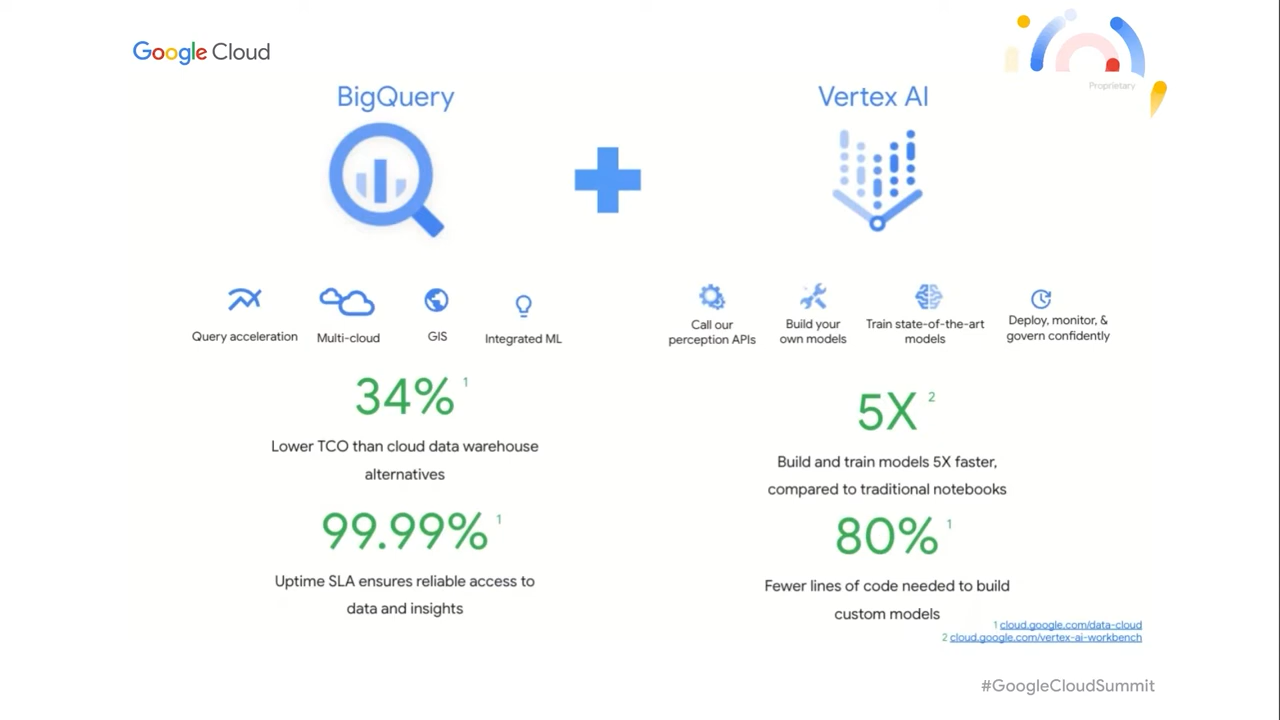 Google Cloud
Proprietary
BigQuery
Vertex AI
Query acceleration
Multi-cloud
GIS
Integrated ML
Call our
perception APIs
Build your
own models
Train state-of-the-art
models
Deploy, monitor, &
govern confidently
34% 1
Lower TCO than cloud data warehouse
alternatives
99.99% 1
Uptime SLA ensures reliable access to
data and insights
5X 2
Build and train models 5X faster,
compared to traditional notebooks
80% 1
Fewer lines of code needed to build
custom models
1 cloud.google.com/data-cloud
2 cloud.google.com/vertex-ai-workbench
#GoogleCloudSummit